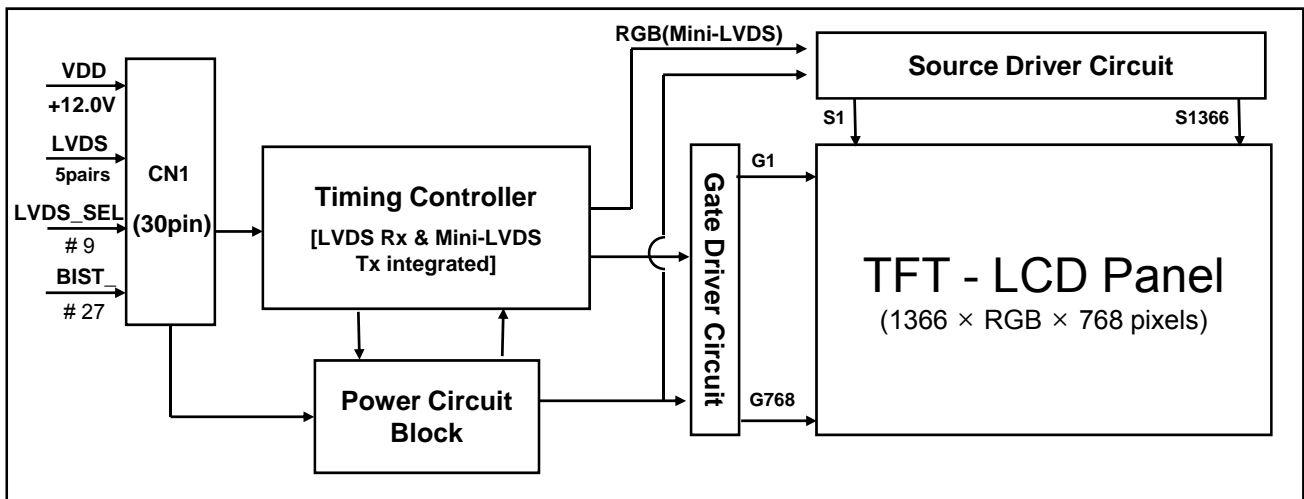 VDD
+12.0V
LVDS
5pairs
LVDS_SEL
# 9
BIST_
# 27
CN1
(30pin)
Timing Controller
[LVDS Rx & Mini-LVDS
Tx integrated]
Power Circuit
Block
RGB(Mini-LVDS)
Source Driver Circuit
S1
S1366
Gate Driver Circuit
G1
G768
TFT - LCD Panel
(1366 × RGB × 768 pixels)